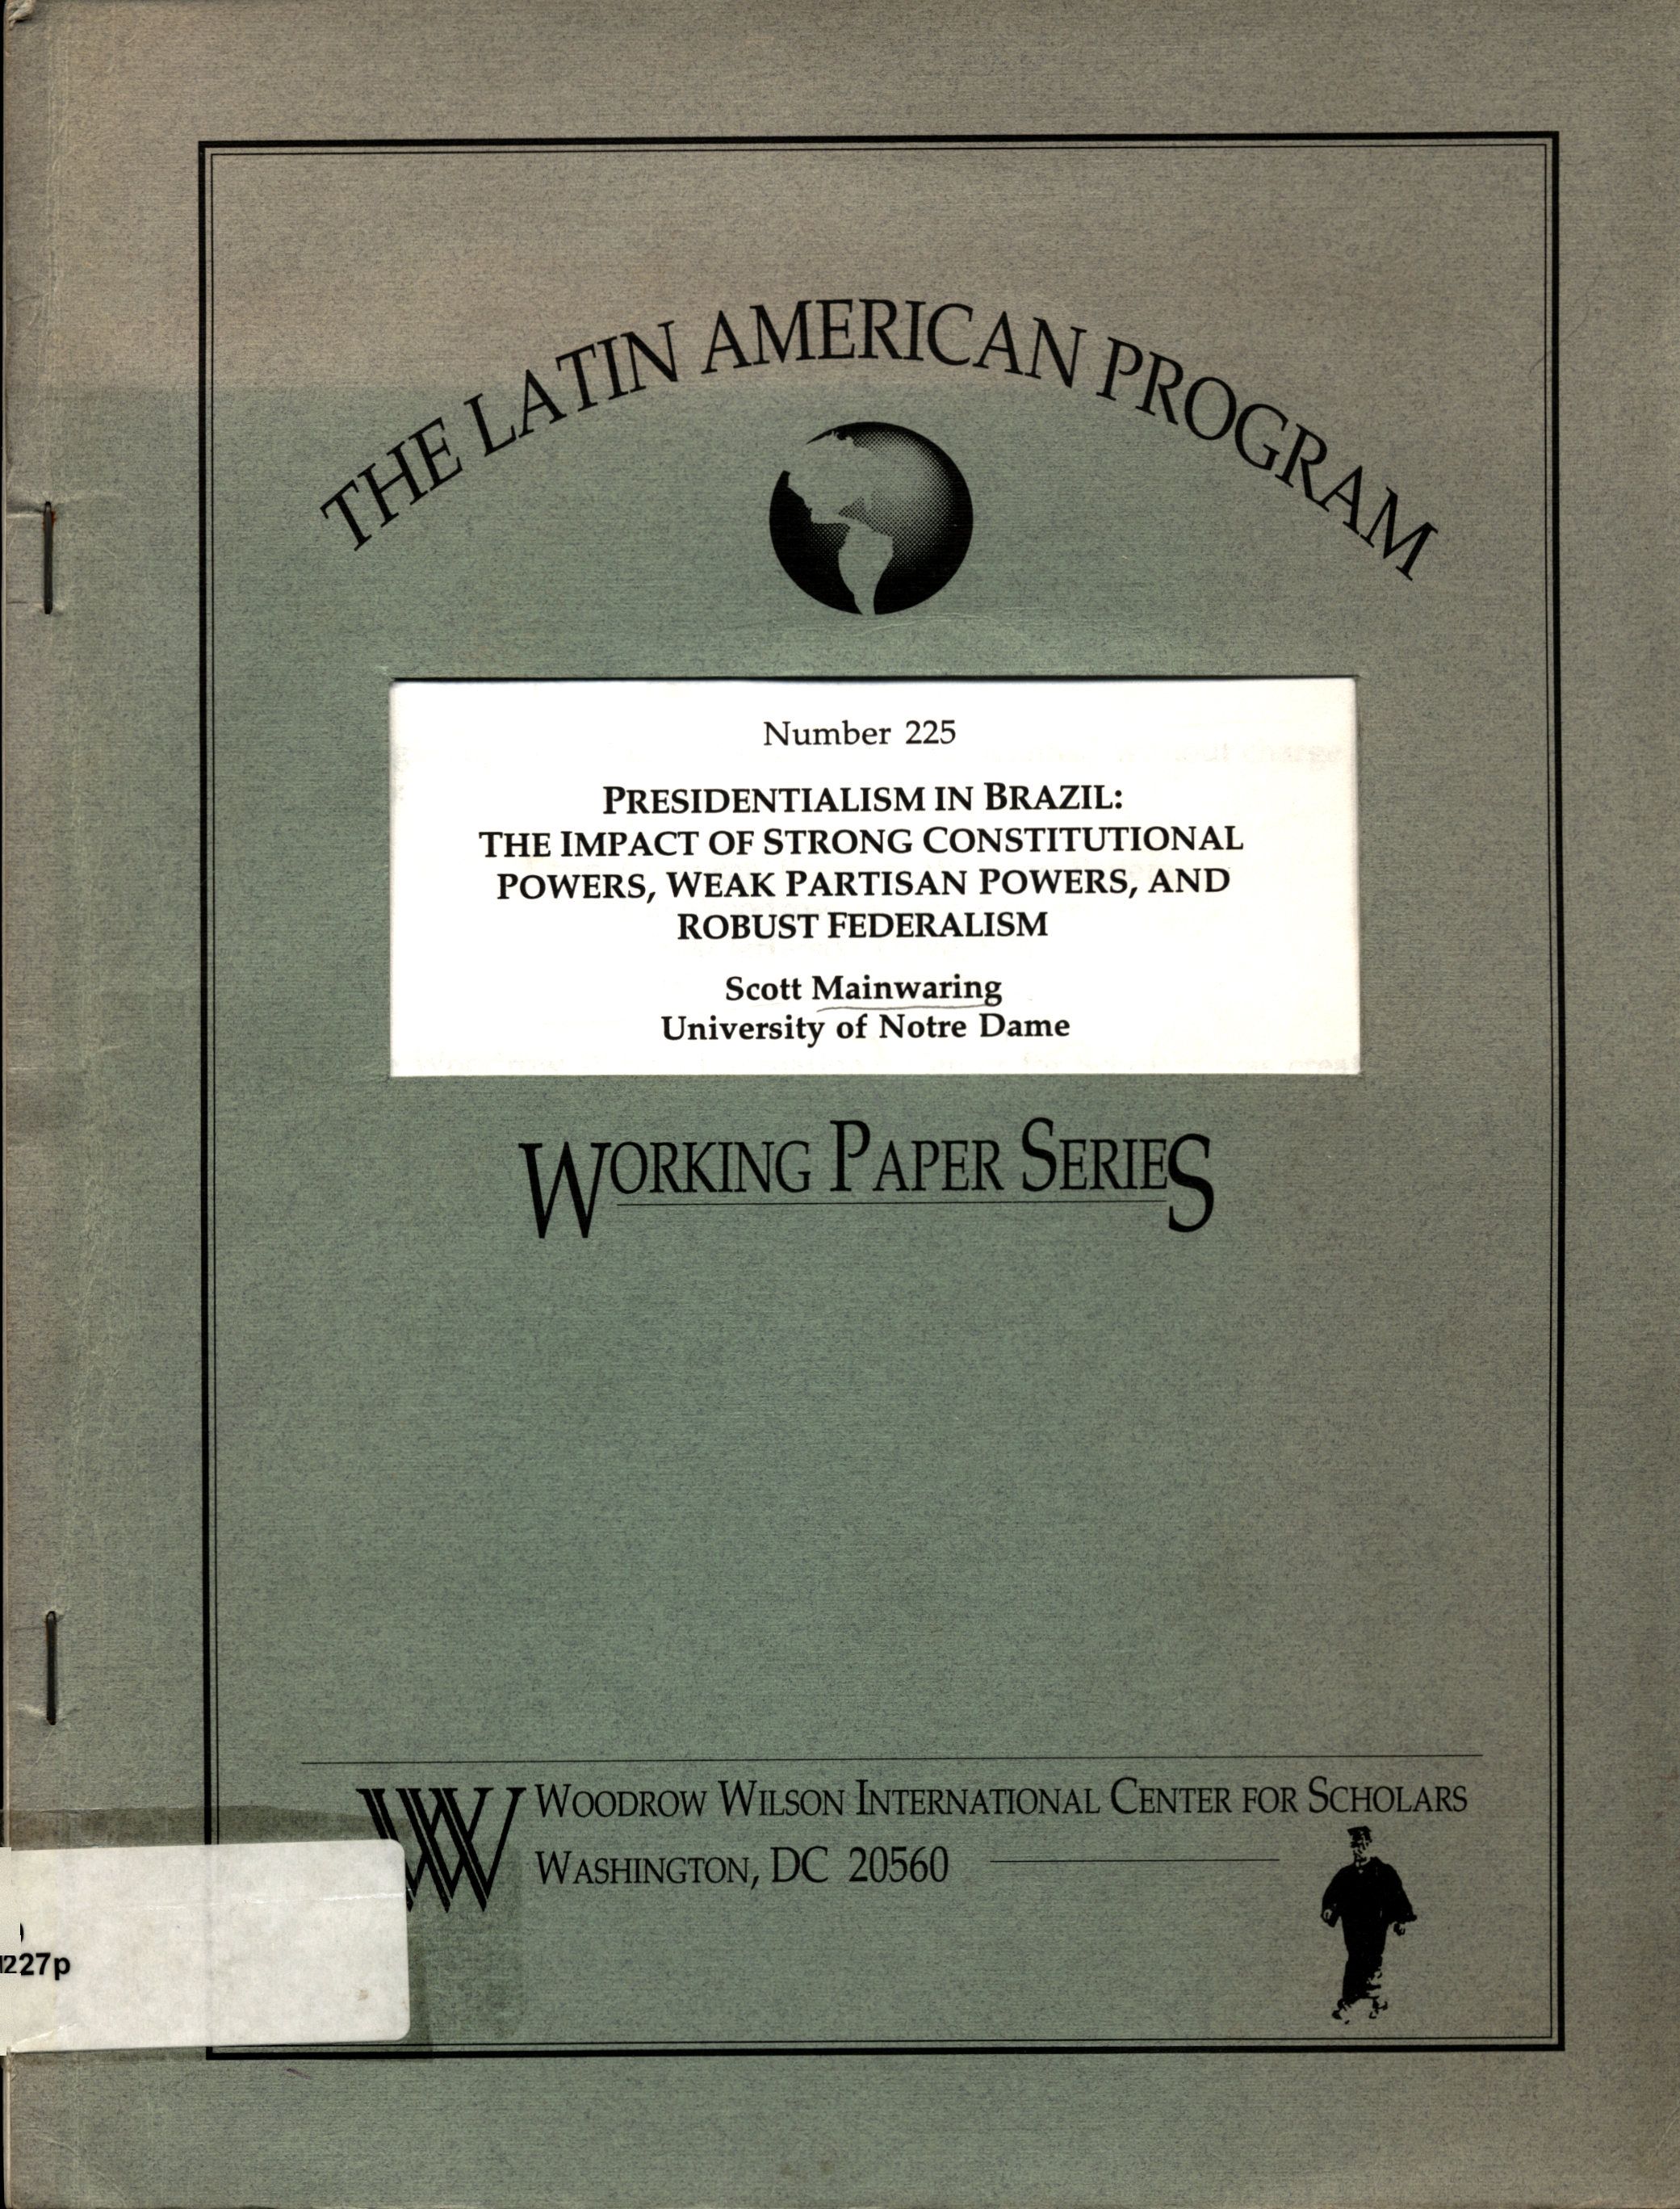 THE LATIN AMERICAN PROGRAM
Number 225
PRESIDENTIALISM IN BRAZIL:
THE IMPACT OF STRONG CONSTITUTIONAL
POWERS, WEAK PARTISAN POWERS, AND
ROBUST FEDERALISM
Scott Mainwaring
University of Notre Dame
WORKING PAPER SERIES
WOODROW WILSON INTERNATIONAL CENTER FOR SCHOLARS
WASHINGTON, DC 20560
227p